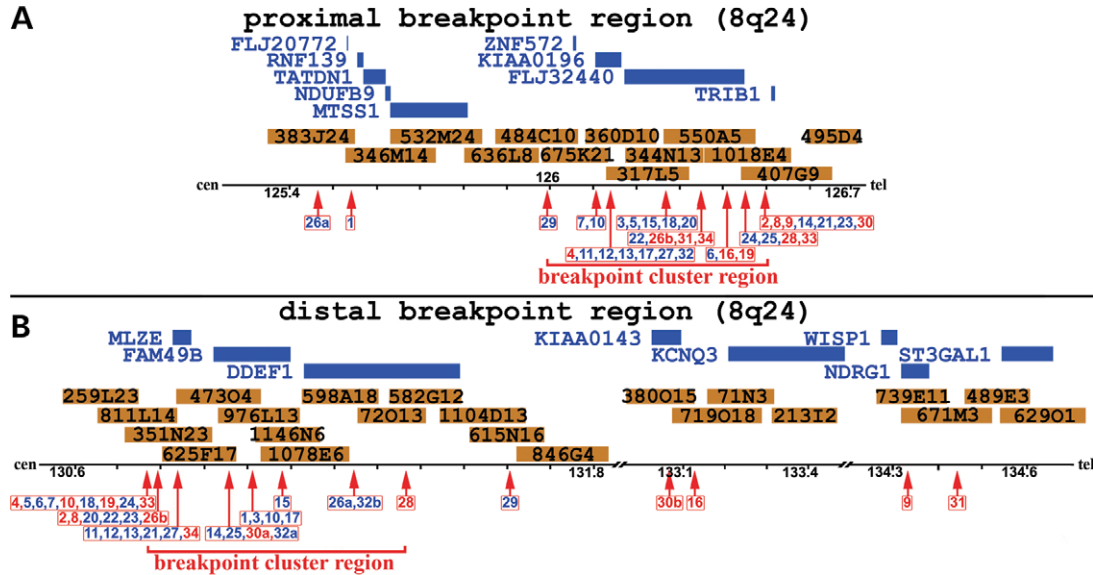 A
proximal breakpoint region (8q24)
FLJ20772 ZNF572
RNF139 KIAA0196
TATDN1 FLJ32440
NDUFB9 TRIB1
MTSS1
383J24 532M24 484C10 360D10 550A5 495D4
346M14 636L8 675K21 344N13 1018E4
317L5 407G9
cen 125.4 126 126.7 tel
26a 1 29 7,10 3,5,15,18,20 2,8,9,14,21,23,30
22,26b,31,34 24,25,28,33
4,11,12,13,17,27,32 6,16,19
breakpoint cluster region
B
distal breakpoint region (8q24)
MLZE KIAA0143 WISP1
FAM49B KCNQ3 ST3GAL1
DDEF1 NDRG1
259L23 473O4 598A18 582G12 380O15 71N3 739E11 489E3
811L14 976L13 72O13 1104D13 719O18 213I2 671M3 629O1
351N23 1146N6 615N16
625F17 1078E6 846G4
cen 130.6 131.8 133.1 133.4 134.3 134.6 tel
4,5,6,7,10,18,19,24,33 15 26a,32b 28 29 30b 16 9 31
2,8,20,22,23,26b 1,3,10,17
11,12,13,21,27,34 14,25,30a,32a
breakpoint cluster region